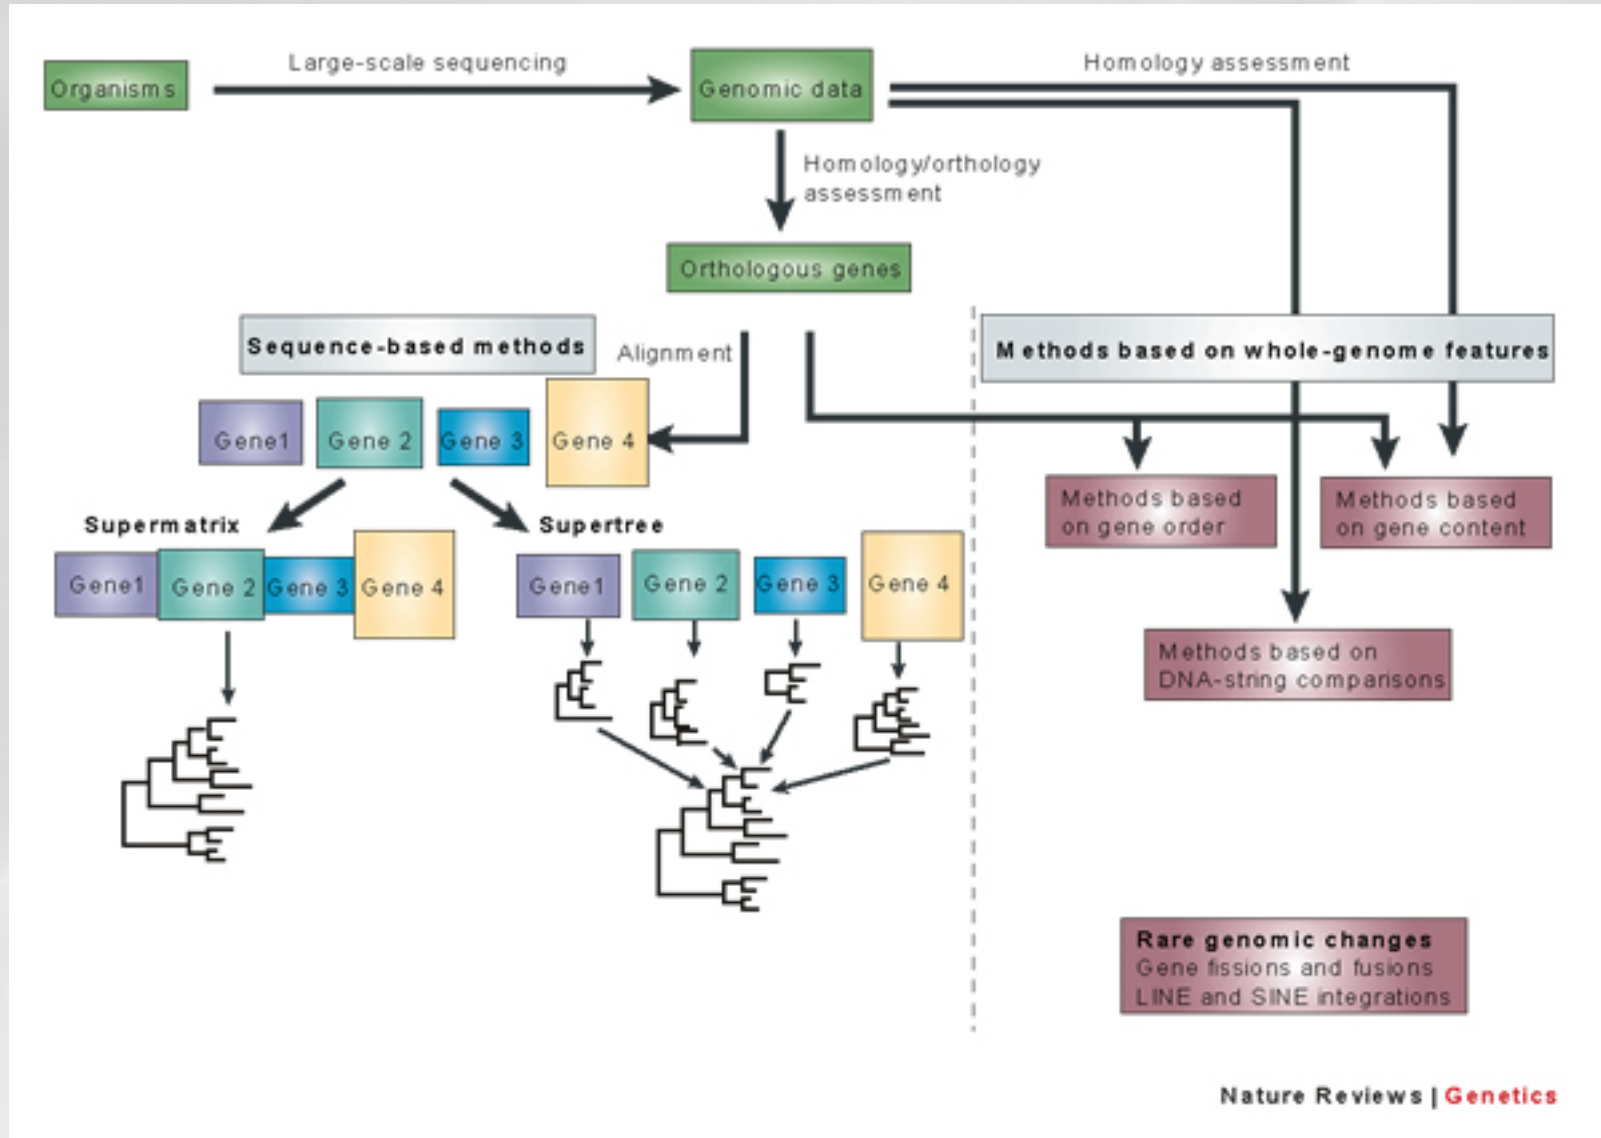 Organisms
Large-scale sequencing
Genomic data
Homology assessment
Homology/orthology
assessment
Orthologous genes
Sequence-based methods
Alignment
Methods based on whole-genome features
Gene1
Gene 2
Gene 3
Gene 4
Methods based
on gene order
Methods based
on gene content
Supermatrix
Supertree
Gene1
Gene 2
Gene 3
Gene 4
Gene1
Gene 2
Gene 3
Gene 4
Methods based on
DNA-string comparisons
Rare genomic changes
Gene fissions and fusions
LINE and SINE integrations
Nature Reviews | Genetics